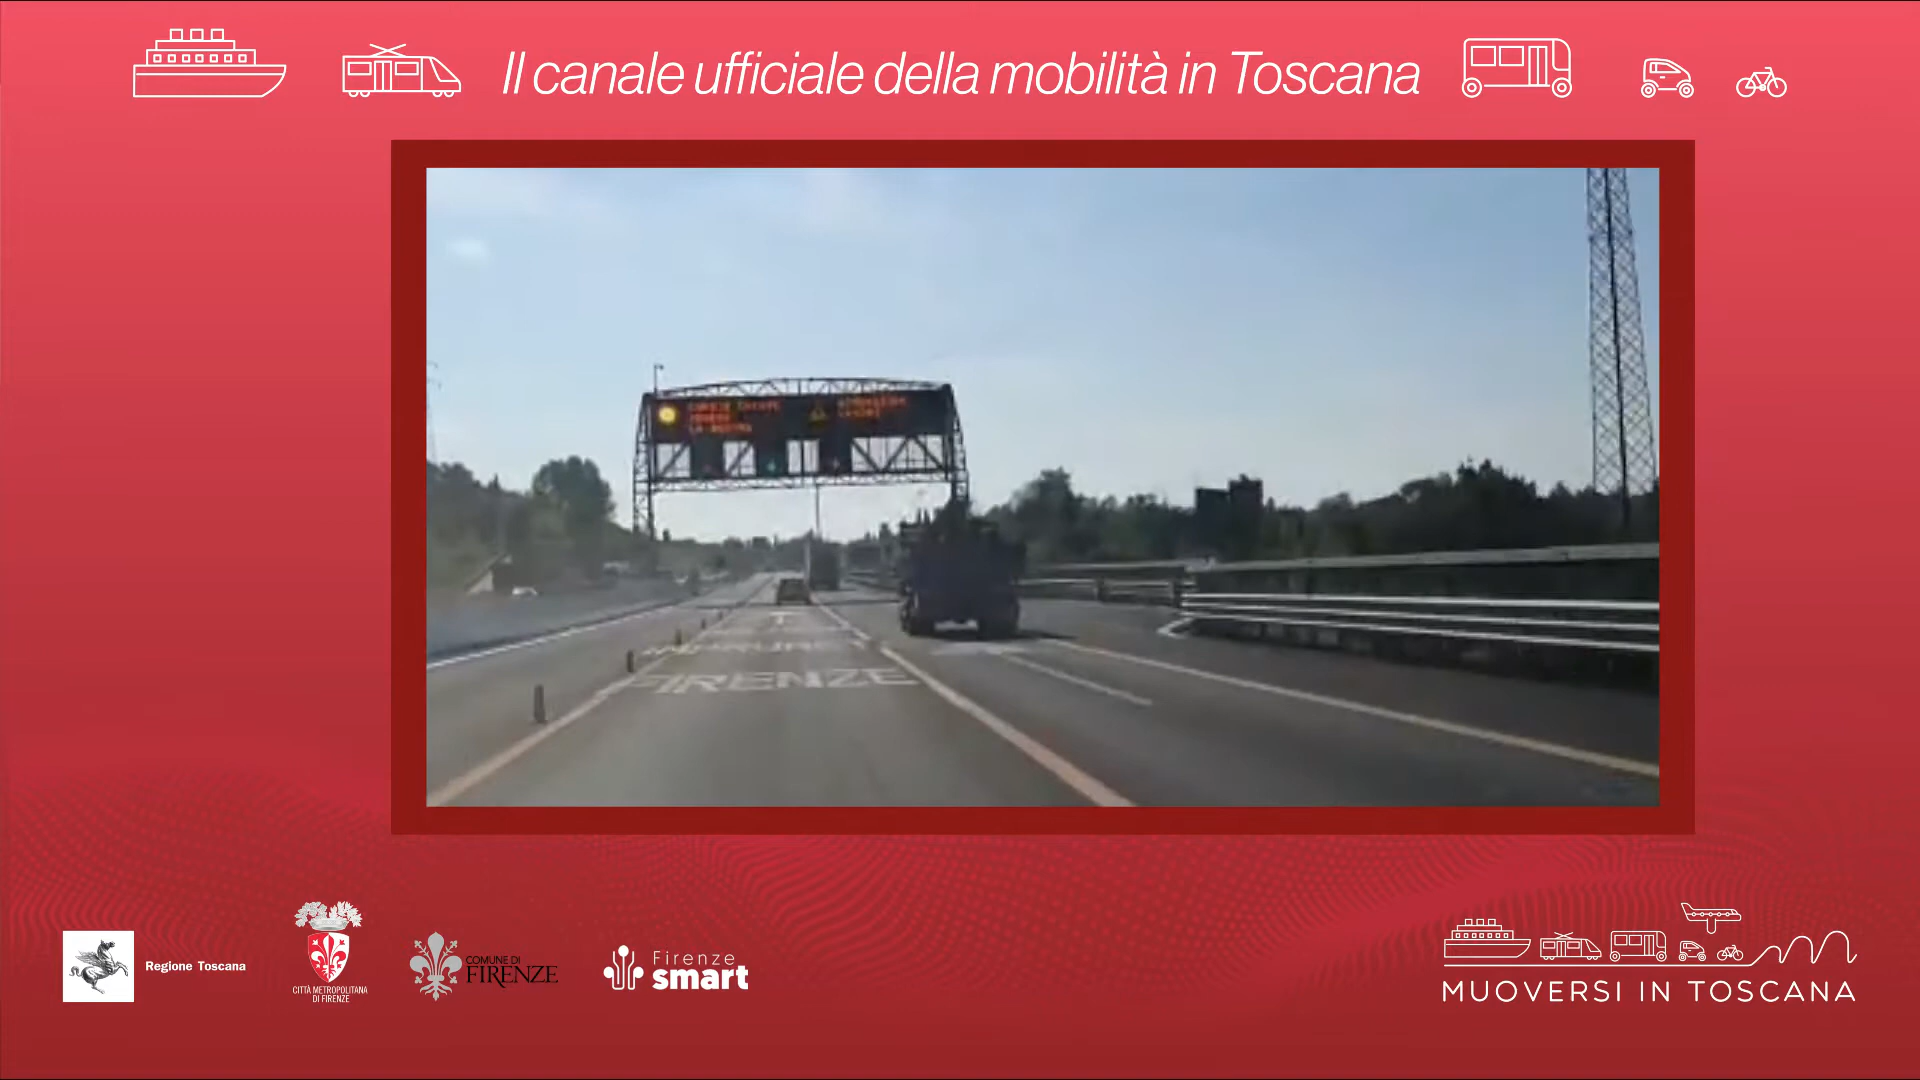 Il canale ufficiale della mobilità in Toscana
FIRENZE
Regione Toscana
CITTÀ METROPOLITANA
DI FIRENZE
COMUNE DI
FIRENZE
Firenze
smart
MUOVERSI IN TOSCANA